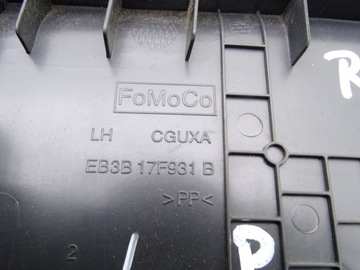 FoMoCo
R
LH CGUXA
EB3B 17F931 B
>PP<
D
2